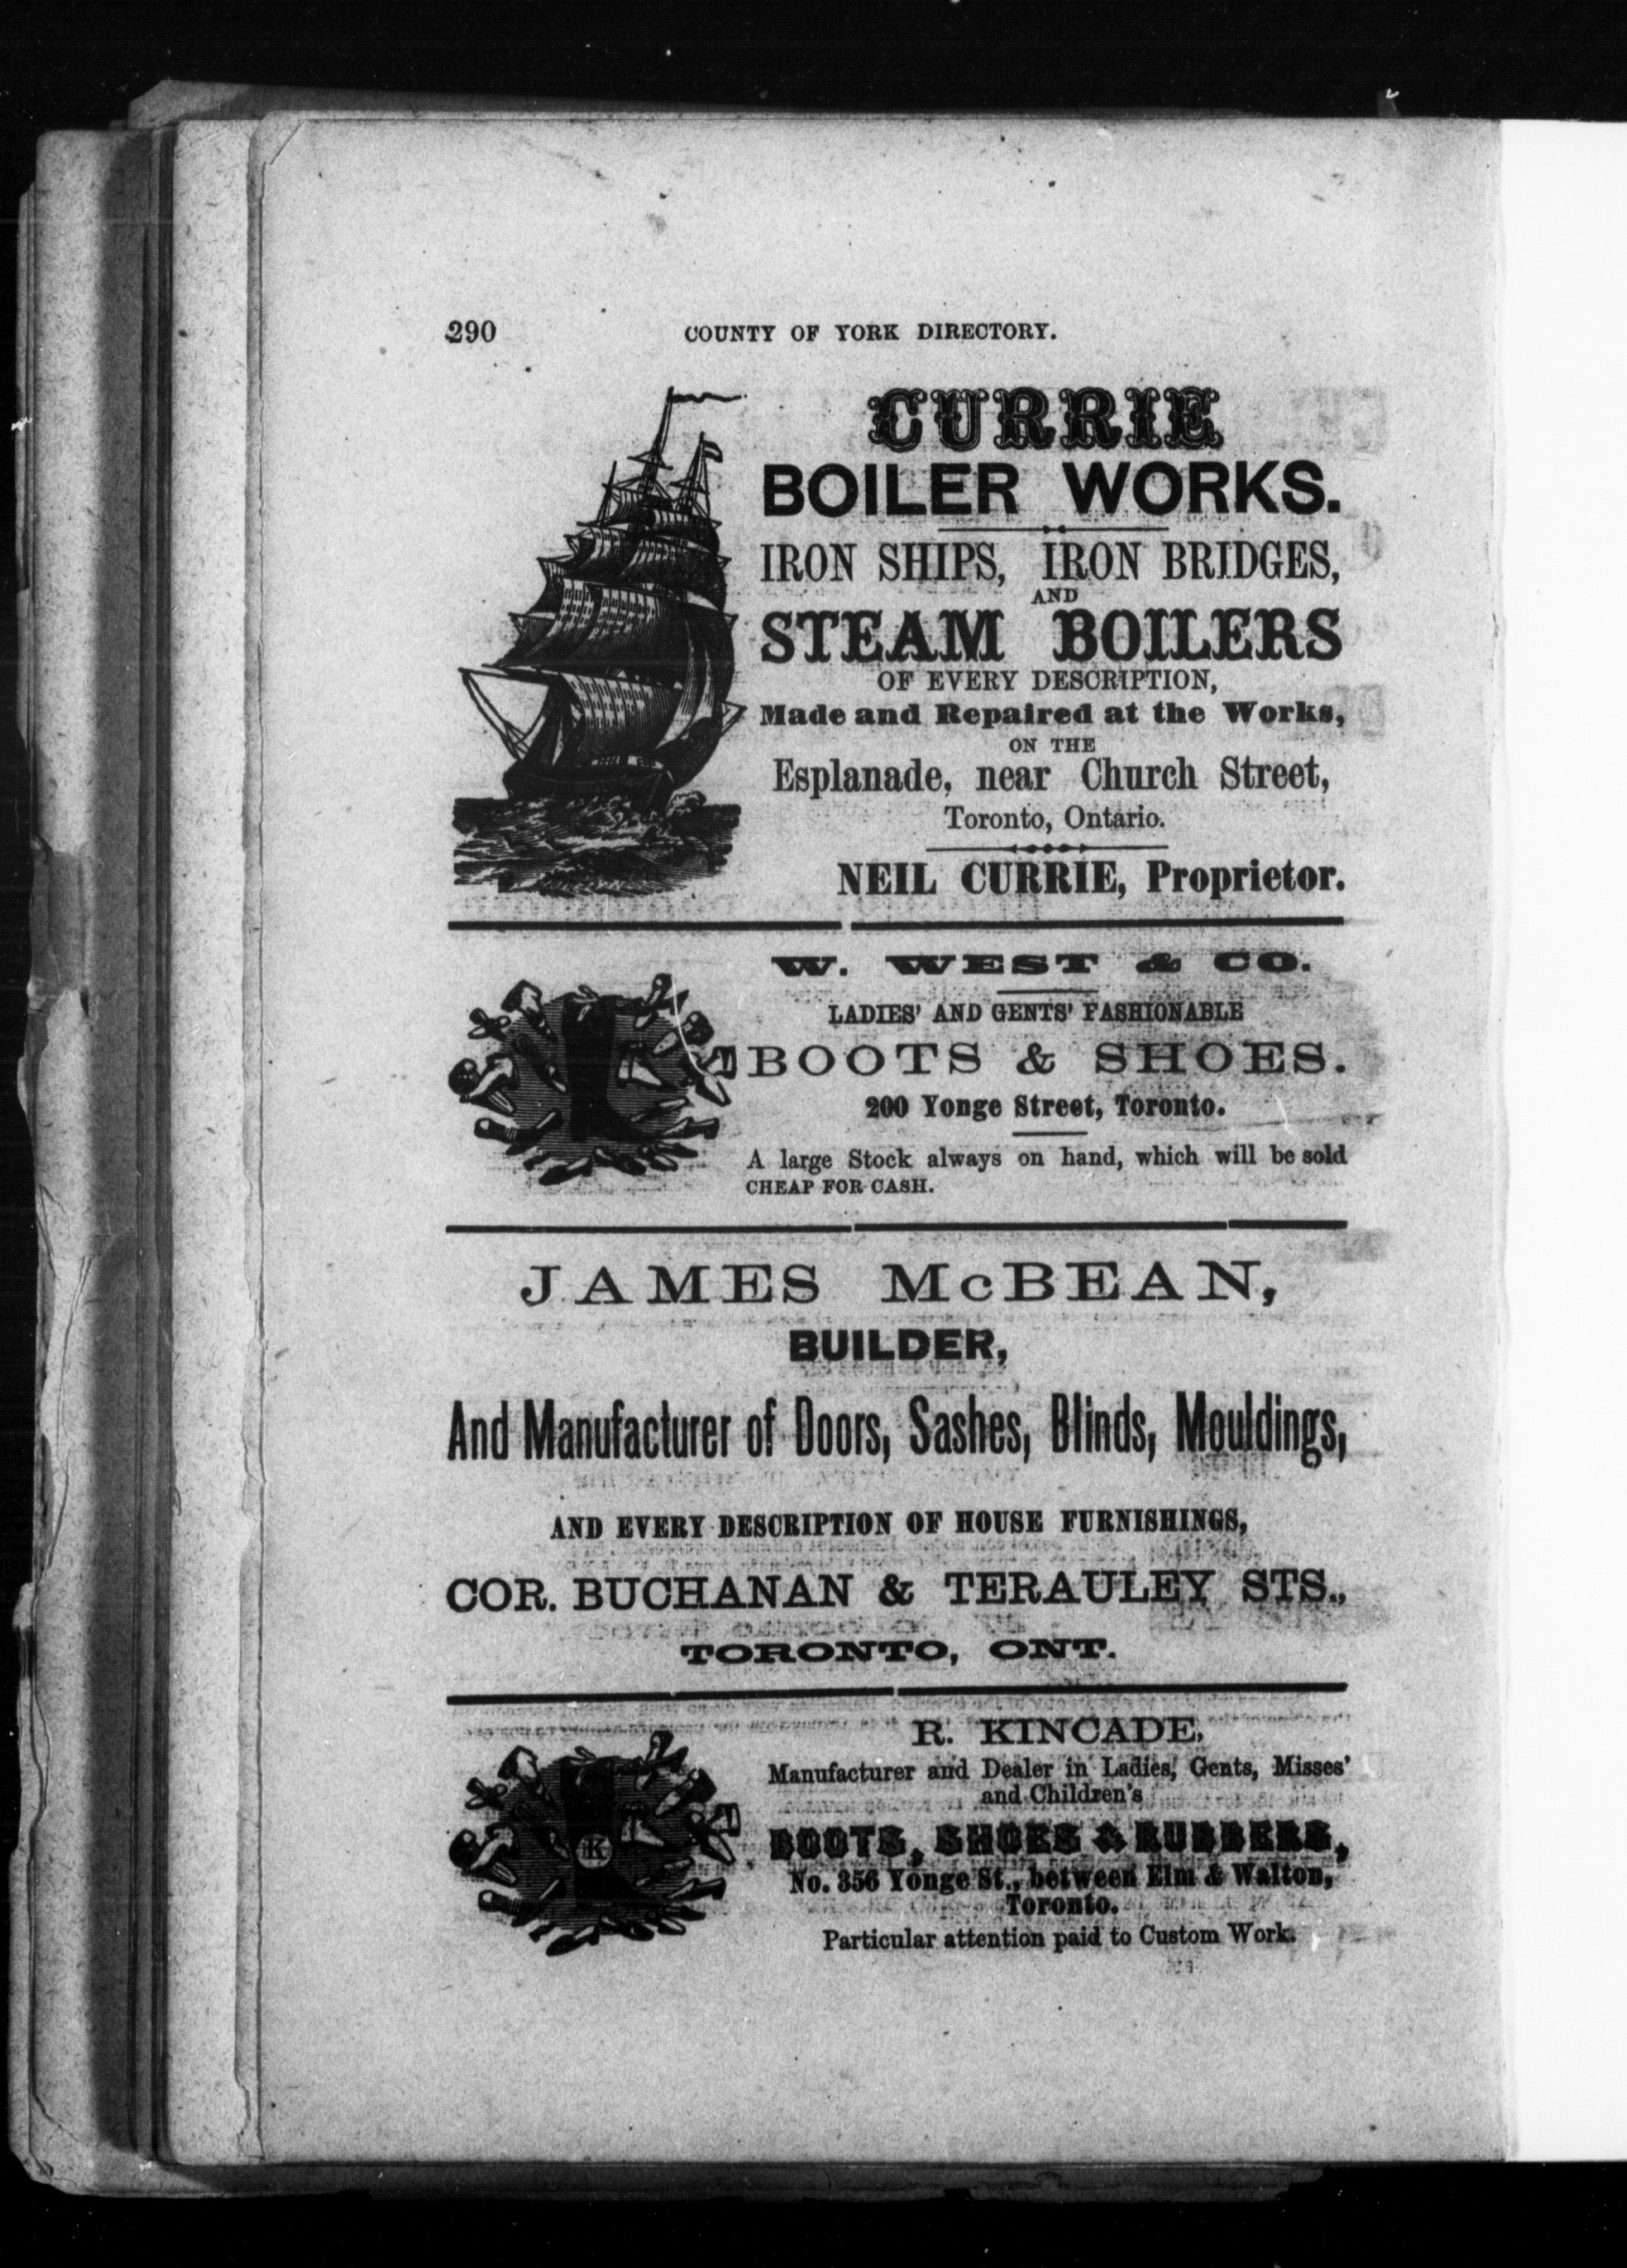 290 COUNTY OF YORK DIRECTORY.
CURRIE
BOILER WORKS.
IRON SHIPS, IRON BRIDGES,
AND
STEAM BOILERS
OF EVERY DESCRIPTION,
Made and Repaired at the Works,
ON THE
Esplanade, near Church Street,
Toronto, Ontario.
NEIL CURRIE, Proprietor.
W. WEST & CO.
LADIES' AND GENTS' FASHIONABLE
BOOTS & SHOES.
200 Yonge Street, Toronto.
A large Stock always on hand, which will be sold
CHEAP FOR CASH.
JAMES McBEAN,
BUILDER,
And Manufacturer of Doors, Sashes, Blinds, Mouldings,
AND EVERY DESCRIPTION OF HOUSE FURNISHINGS,
COR. BUCHANAN & TERAULEY STS.,
TORONTO, ONT.
R. KINCADE,
Manufacturer and Dealer in Ladies, Gents, Misses'
and Children's
K
BOOTS, SHOES & RUBBERS,
No. 356 Yonge St., between Elm & Walton,
Toronto.
Particular attention paid to Custom Work.